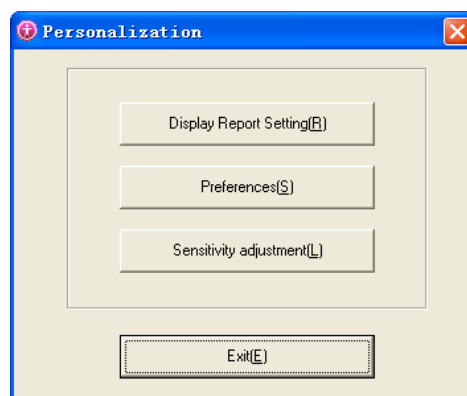 Personalization
Display Report Setting(R)
Preferences(S)
Sensitivity adjustment(L)
Exit(E)